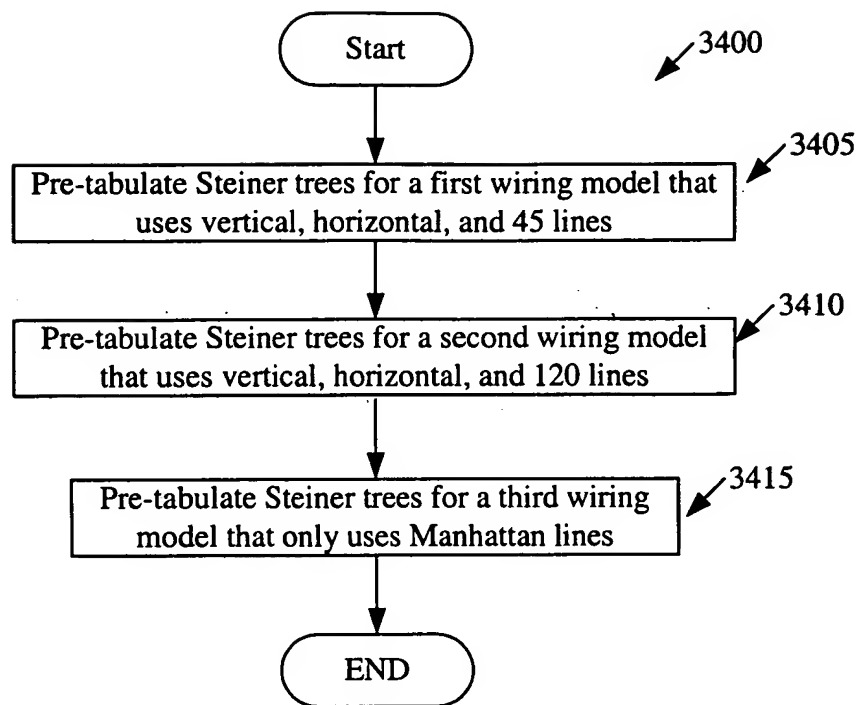 Start
3400
3405
Pre-tabulate Steiner trees for a first wiring model that
uses vertical, horizontal, and 45 lines
3410
Pre-tabulate Steiner trees for a second wiring model
that uses vertical, horizontal, and 120 lines
3415
Pre-tabulate Steiner trees for a third wiring
model that only uses Manhattan lines
END